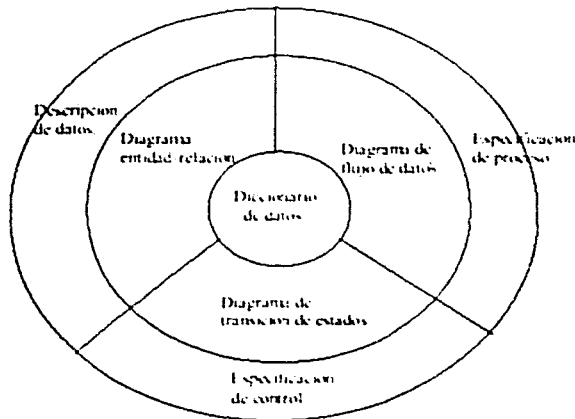 Descripcion
de datos.
Diagrama
entidad-relacion
Diagrama de
flujo de datos
Especificacion
de proceso
Diccionario
de datos
Diagrama de
transicion de estados
Especificacion
de control